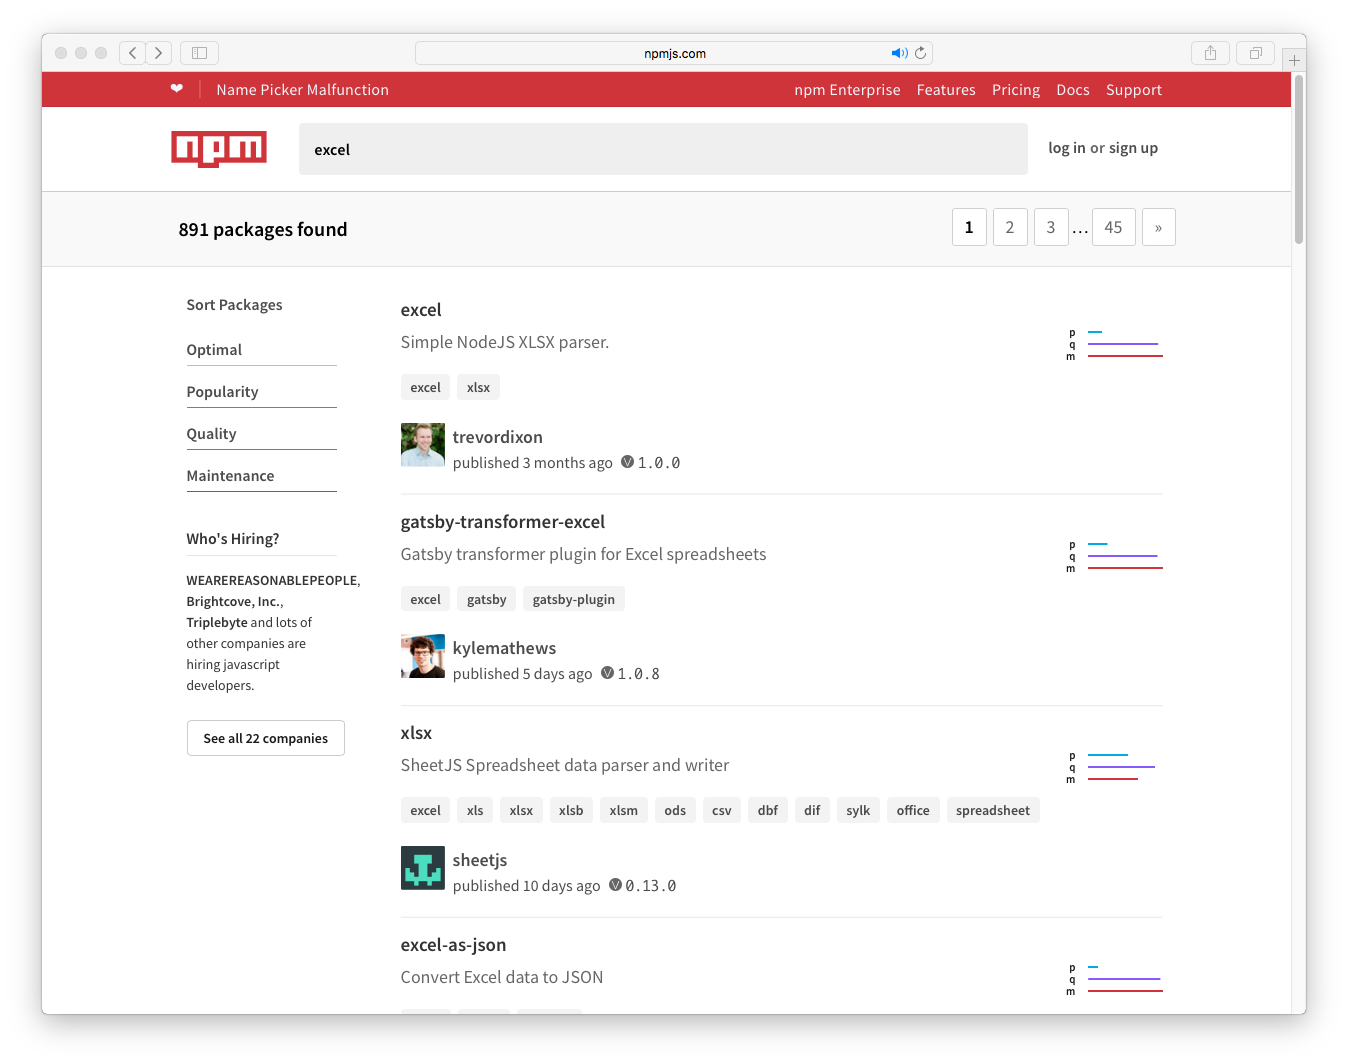 npmjs.com
❤ Name Picker Malfunction npm Enterprise Features Pricing Docs Support
npm excel log in or sign up
891 packages found 1 2 3 ... 45 »
Sort Packages
Optimal
Popularity
Quality
Maintenance
Who's Hiring?
WEAREREASONABLEPEOPLE,
Brightcove, Inc.,
Triplebyte and lots of
other companies are
hiring javascript
developers.
See all 22 companies
excel
Simple NodeJS XLSX parser.
p
q
m
excel xlsx
trevordixon
published 3 months ago V 1.0.0
gatsby-transformer-excel
Gatsby transformer plugin for Excel spreadsheets
p
q
m
excel gatsby gatsby-plugin
kylemathews
published 5 days ago V 1.0.8
xlsx
SheetJS Spreadsheet data parser and writer
p
q
m
excel xls xlsx xlsb xlsm ods csv dbf dif sylk office spreadsheet
sheetjs
published 10 days ago V 0.13.0
excel-as-json
Convert Excel data to JSON
p
q
m